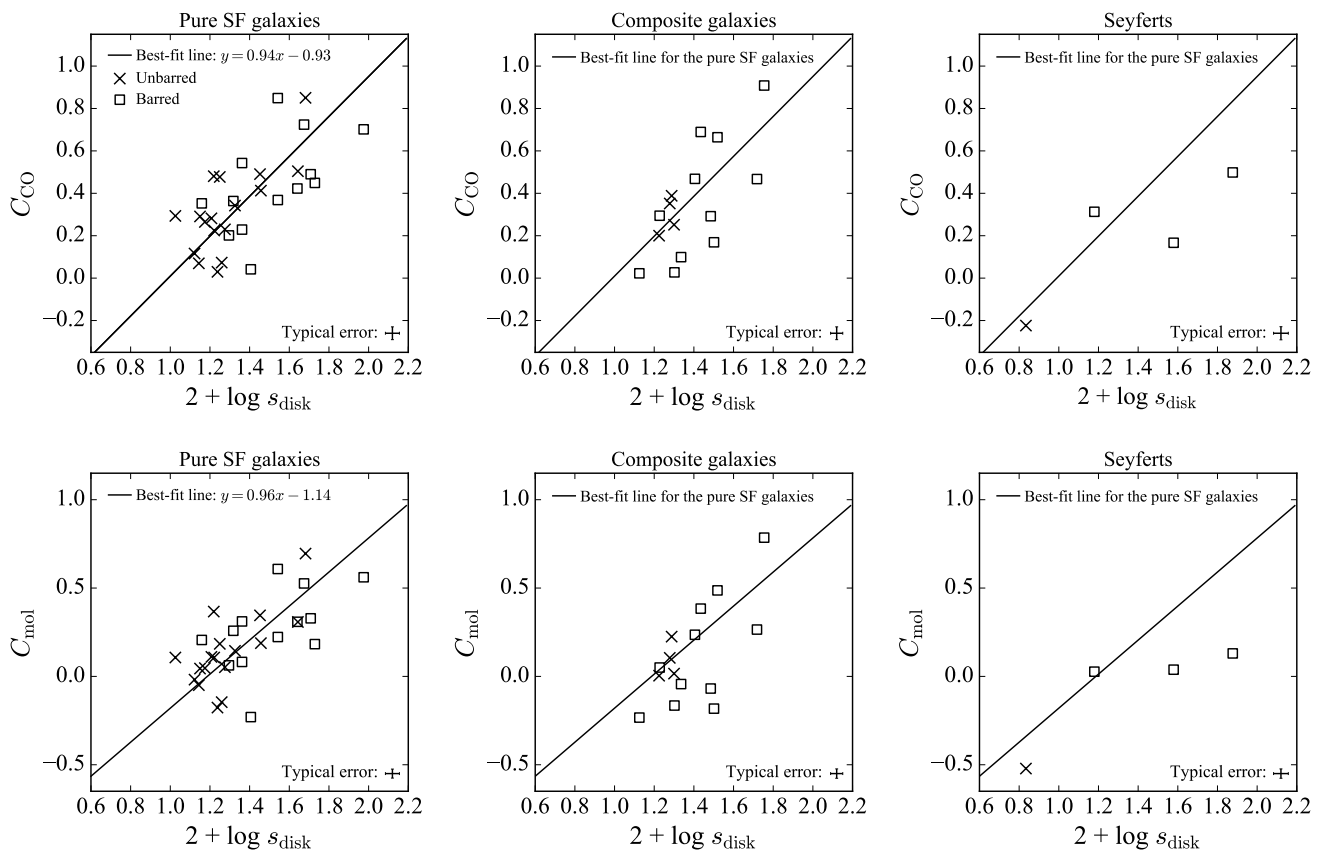 Pure SF galaxies
Best-fit line: y = 0.94x − 0.93
Unbarred
Barred
1.0
0.8
0.6
0.4
0.2
0.0
−0.2
C_CO
Typical error:
0.6 0.8 1.0 1.2 1.4 1.6 1.8 2.0 2.2
2 + log s_disk
Composite galaxies
Best-fit line for the pure SF galaxies
1.0
0.8
0.6
0.4
0.2
0.0
−0.2
C_CO
Typical error:
0.6 0.8 1.0 1.2 1.4 1.6 1.8 2.0 2.2
2 + log s_disk
Seyferts
Best-fit line for the pure SF galaxies
1.0
0.8
0.6
0.4
0.2
0.0
−0.2
C_CO
Typical error:
0.6 0.8 1.0 1.2 1.4 1.6 1.8 2.0 2.2
2 + log s_disk
Pure SF galaxies
Best-fit line: y = 0.96x − 1.14
1.0
0.5
0.0
−0.5
C_mol
Typical error:
0.6 0.8 1.0 1.2 1.4 1.6 1.8 2.0 2.2
2 + log s_disk
Composite galaxies
Best-fit line for the pure SF galaxies
1.0
0.5
0.0
−0.5
C_mol
Typical error:
0.6 0.8 1.0 1.2 1.4 1.6 1.8 2.0 2.2
2 + log s_disk
Seyferts
Best-fit line for the pure SF galaxies
1.0
0.5
0.0
−0.5
C_mol
Typical error:
0.6 0.8 1.0 1.2 1.4 1.6 1.8 2.0 2.2
2 + log s_disk